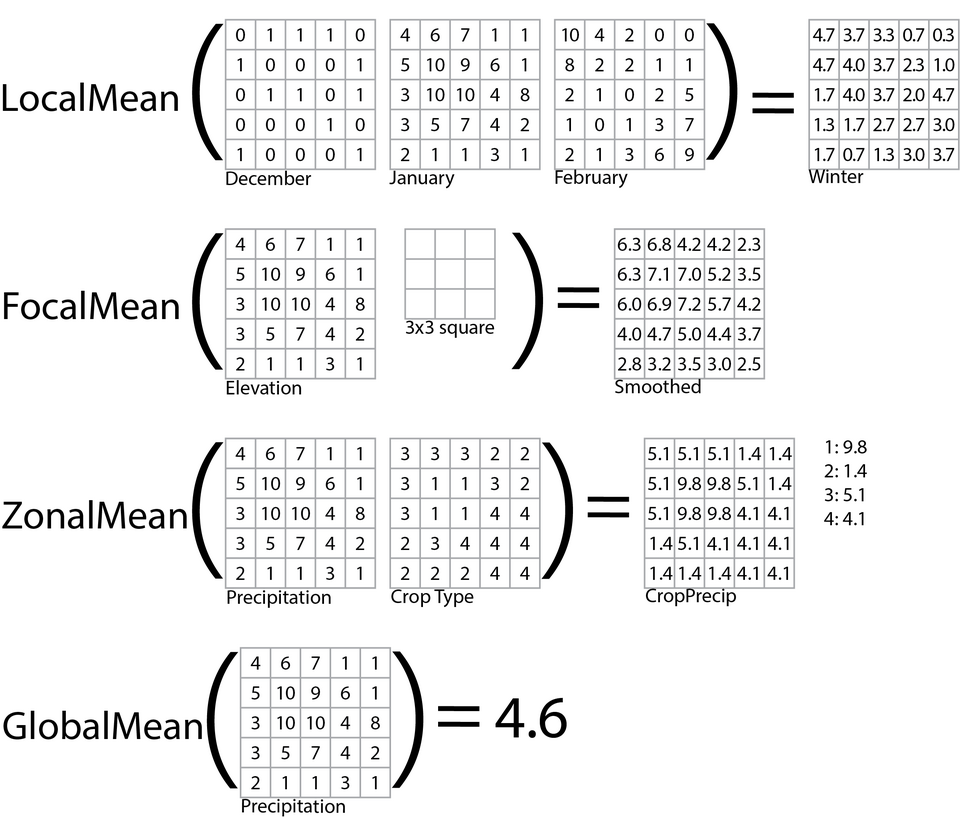 0 1 1 1 0 4 6 7 1 1 10 4 2 0 0 4.7 3.7 3.3 0.7 0.3
1 0 0 0 1 5 10 9 6 1 8 2 2 1 1 4.7 4.0 3.7 2.3 1.0
LocalMean ( 0 1 1 0 1 3 10 10 4 8 2 1 0 2 5 ) = 1.7 4.0 3.7 2.0 4.7
0 0 0 1 0 3 5 7 4 2 1 0 1 3 7 1.3 1.7 2.7 2.7 3.0
1 0 0 0 1 2 1 1 3 1 2 1 3 6 9 1.7 0.7 1.3 3.0 3.7
December January February Winter
4 6 7 1 1 6.3 6.8 4.2 4.2 2.3
5 10 9 6 1 6.3 7.1 7.0 5.2 3.5
FocalMean ( 3 10 10 4 8 ) = 6.0 6.9 7.2 5.7 4.2
3x3 square
3 5 7 4 2 4.0 4.7 5.0 4.4 3.7
2 1 1 3 1 2.8 3.2 3.5 3.0 2.5
Elevation Smoothed
4 6 7 1 1 3 3 3 2 2 5.1 5.1 5.1 1.4 1.4 1: 9.8
5 10 9 6 1 3 1 1 3 2 5.1 9.8 9.8 5.1 1.4 2: 1.4
ZonalMean ( 3 10 10 4 8 3 1 1 4 4 ) = 5.1 9.8 9.8 4.1 4.1 3: 5.1
4: 4.1
3 5 7 4 2 2 3 4 4 4 1.4 5.1 4.1 4.1 4.1
2 1 1 3 1 2 2 2 4 4 1.4 1.4 1.4 4.1 4.1
Precipitation Crop Type CropPrecip
4 6 7 1 1
5 10 9 6 1
GlobalMean ( 3 10 10 4 8 ) = 4.6
3 5 7 4 2
2 1 1 3 1
Precipitation